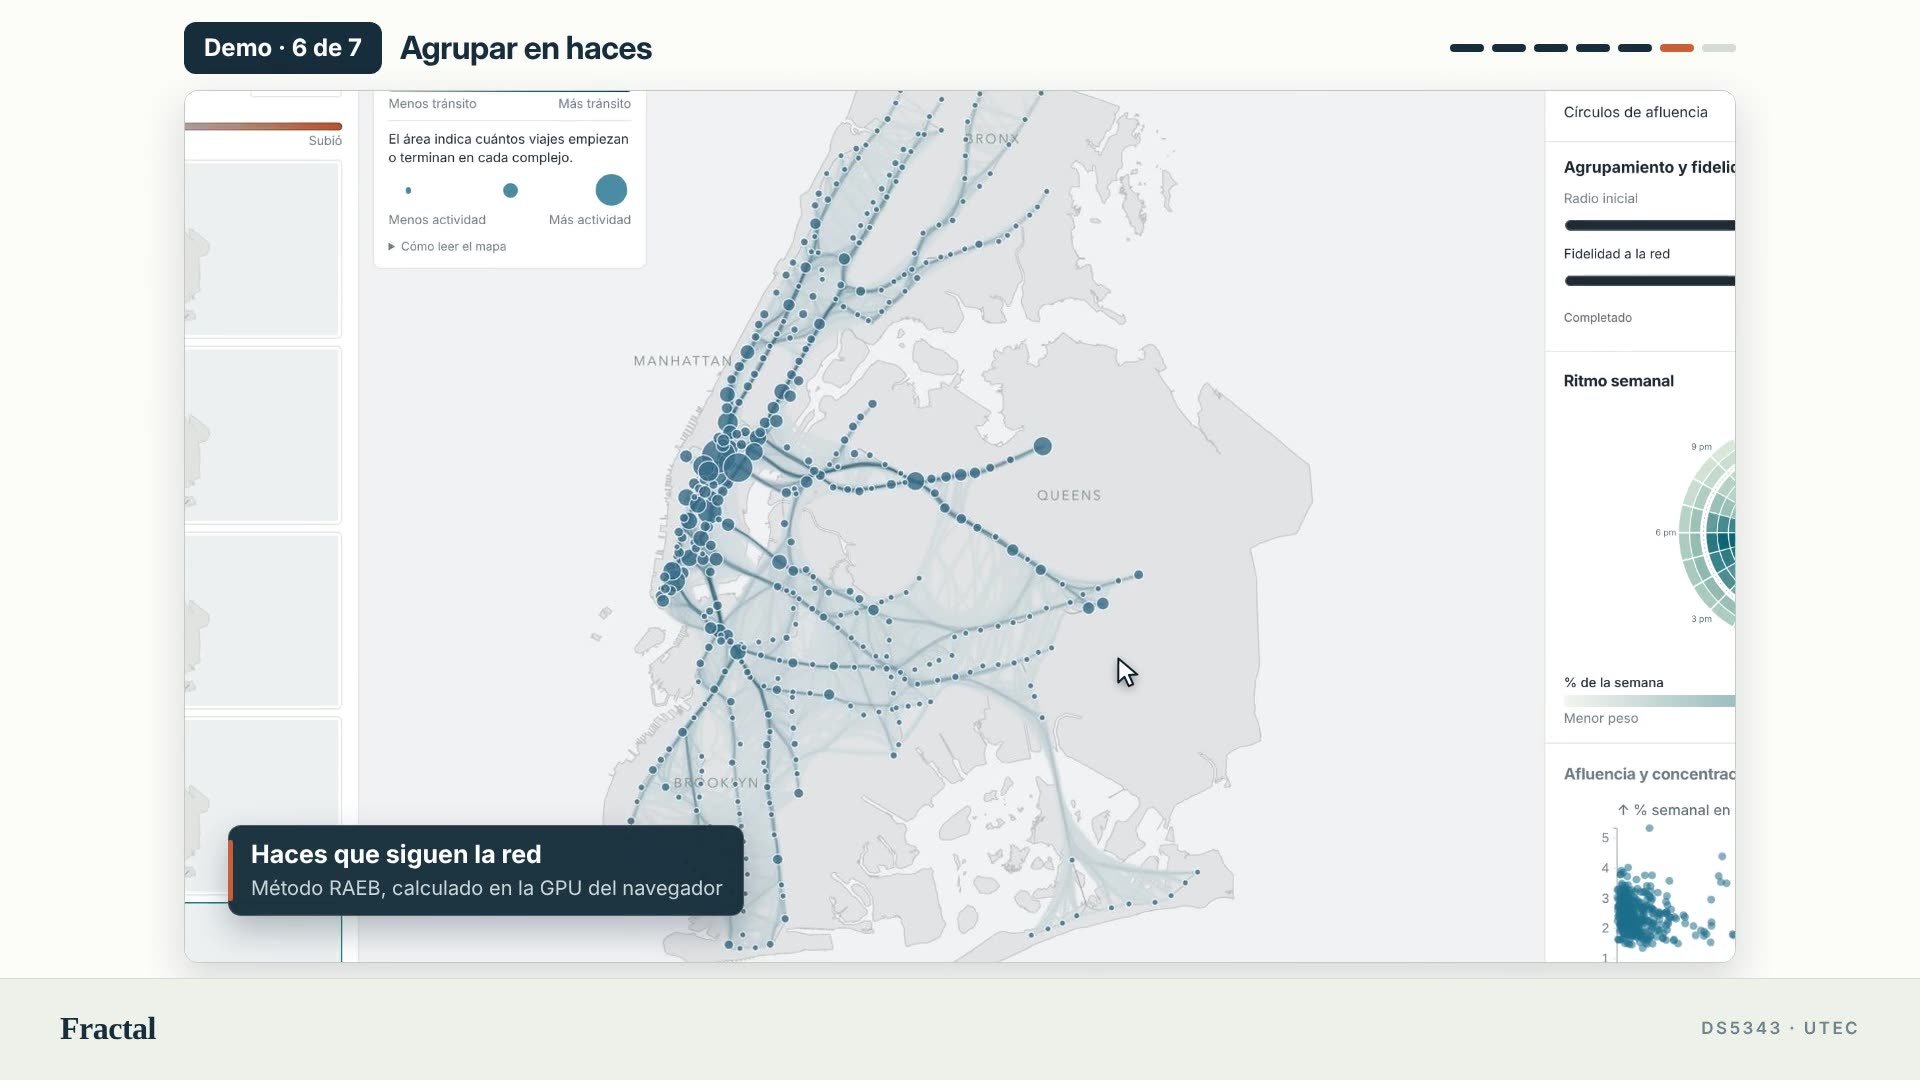 Demo · 6 de 7
Agrupar en haces
Subió
Menos tránsito
Más tránsito
El área indica cuántos viajes empiezan
o terminan en cada complejo.
Menos actividad
Más actividad
▶ Cómo leer el mapa
BRONX
MANHATTAN
QUEENS
BROOKLYN
Haces que siguen la red
Método RAEB, calculado en la GPU del navegador
Círculos de afluencia
Agrupamiento y fidelid
Radio inicial
Fidelidad a la red
Completado
Ritmo semanal
9 pm
6 pm
3 pm
% de la semana
Menor peso
Afluencia y concentrac
↑ % semanal en
5
4
3
2
1
Fractal
DS5343 · UTEC